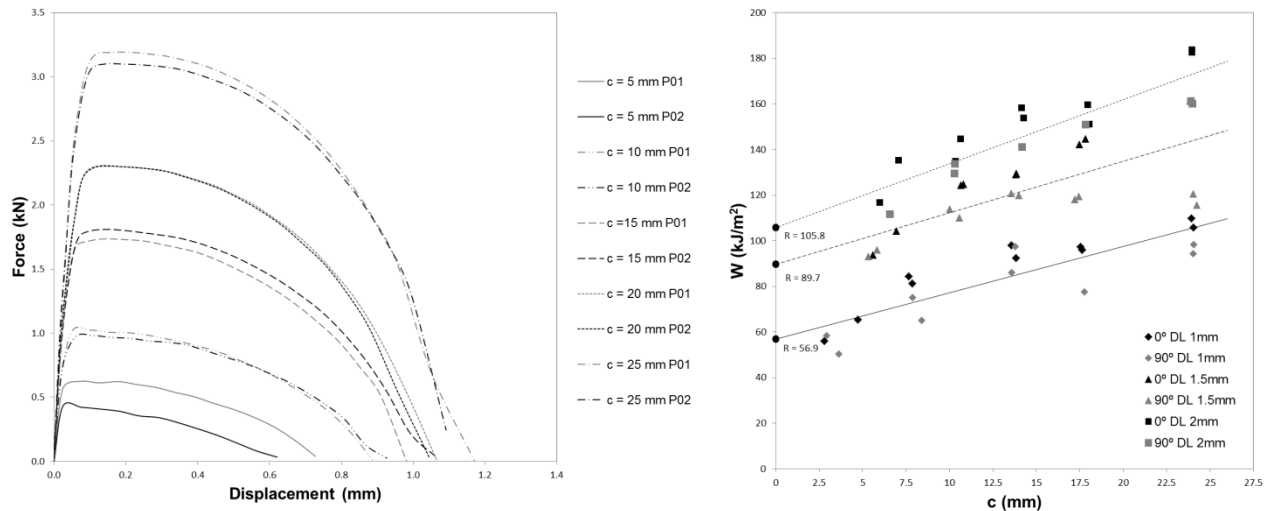 3.5
3.0
2.5
2.0
1.5
1.0
0.5
0.0
Force (kN)
0.0 0.2 0.4 0.6 0.8 1.0 1.2 1.4
Displacement (mm)
c = 5 mm P01
c = 5 mm P02
c = 10 mm P01
c = 10 mm P02
c =15 mm P01
c = 15 mm P02
c = 20 mm P01
c = 20 mm P02
c = 25 mm P01
c = 25 mm P02
200
180
160
140
120
100
80
60
40
20
0
W (kJ/m²)
R = 105.8
R = 89.7
R = 56.9
0º DL 1mm
90º DL 1mm
0º DL 1.5mm
90º DL 1.5mm
0º DL 2mm
90º DL 2mm
0 2.5 5 7.5 10 12.5 15 17.5 20 22.5 25 27.5
c (mm)